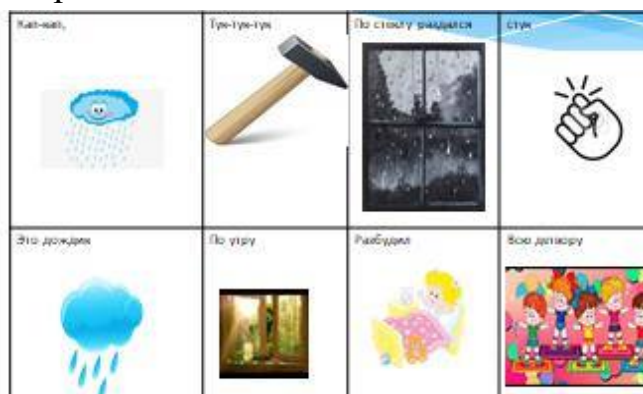 Кап-кап,
Тук-тук-тук
По стеклу раздался
стук
Это дождик
По утру
Разбудил
Всю детвору